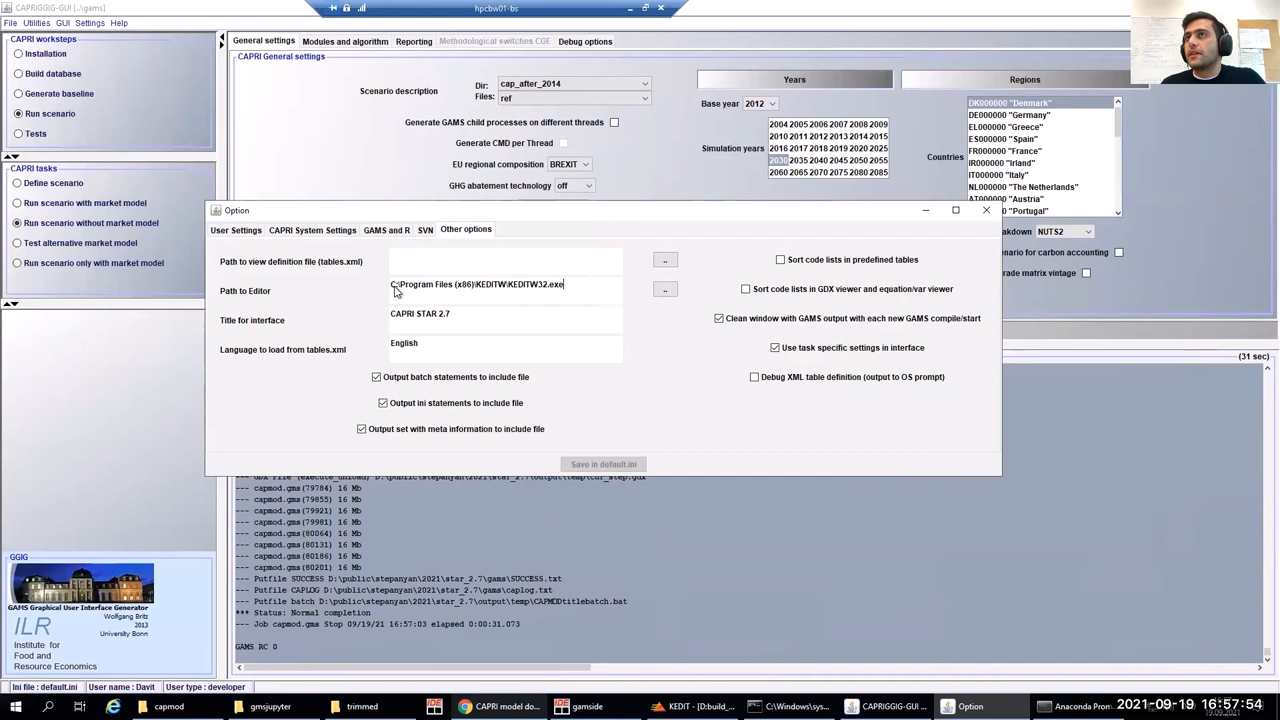 CAPRIGGIG-GUI [..\gams]
hpcbw01-bs
File Utilities GUI Settings Help
CAPRI worksteps
Installation
Build database
Generate baseline
Run scenario
Tests
CAPRI tasks
Define scenario
Run scenario with market model
Run scenario without market model
Test alternative market model
Run scenario only with market model
General settings Modules and algorithm Reporting Methodological switches CGE Debug options
CAPRI General settings
Scenario description
Dir: cap_after_2014
Files: ref
Generate GAMS child processes on different threads
Generate CMD per Thread
EU regional composition BREXIT
GHG abatement technology off
Years
Base year 2012
Simulation years
2004 2005 2006 2007 2008 2009
2010 2011 2012 2013 2014 2015
2016 2017 2018 2019 2020 2025
2030 2035 2040 2045 2050 2055
2060 2065 2070 2075 2080 2085
Regions
Countries
DK000000 "Denmark"
DE000000 "Germany"
EL000000 "Greece"
ES000000 "Spain"
FR000000 "France"
IR000000 "Irland"
IT000000 "Italy"
NL000000 "The Netherlands"
AT000000 "Austria"
"Portugal"
NUTS2
Option
User Settings CAPRI System Settings GAMS and R SVN Other options
Path to view definition file (tables.xml) ..
Path to Editor C:\Program Files (x86)\KEDITW\KEDITW32.exe ..
Title for interface CAPRI STAR 2.7
Language to load from tables.xml English
Output batch statements to include file
Output ini statements to include file
Output set with meta information to include file
Sort code lists in predefined tables
Sort code lists in GDX viewer and equation/var viewer
Clean window with GAMS output with each new GAMS compile/start
Use task specific settings in interface
Debug XML table definition (output to OS prompt)
Save in default.ini
(31 sec)
--- GDX File (execute_unload) D:\public\stepanyan\2021\star_2.7\output\temp\cur_step.gdx
--- capmod.gms(79784) 16 Mb
--- capmod.gms(79855) 16 Mb
--- capmod.gms(79921) 16 Mb
--- capmod.gms(79981) 16 Mb
--- capmod.gms(80064) 16 Mb
--- capmod.gms(80131) 16 Mb
--- capmod.gms(80186) 16 Mb
--- capmod.gms(80201) 16 Mb
--- Putfile SUCCESS D:\public\stepanyan\2021\star_2.7\gams\SUCCESS.txt
--- Putfile CAPLOG D:\public\stepanyan\2021\star_2.7\gams\caplog.txt
--- Putfile batch D:\public\stepanyan\2021\star_2.7\output\temp\CAPMODtitlebatch.bat
*** Status: Normal completion
--- Job capmod.gms Stop 09/19/21 16:57:03 elapsed 0:00:31.073
GAMS RC 0
GGIG
GAMS Graphical User Interface Generator
Wolfgang Britz
2013
University Bonn
ILR
Institute for
Food and
Resource Economics
Ini file : default.ini User name : Davit User type : developer
capmod gmsjupyter trimmed IDE CAPRI model do... IDE gamside KEDIT - [D:\build_... C:\Windows\sys... CAPRIGGIG-GUI ... Option Anaconda Prom
2021-09-19 16:57:54